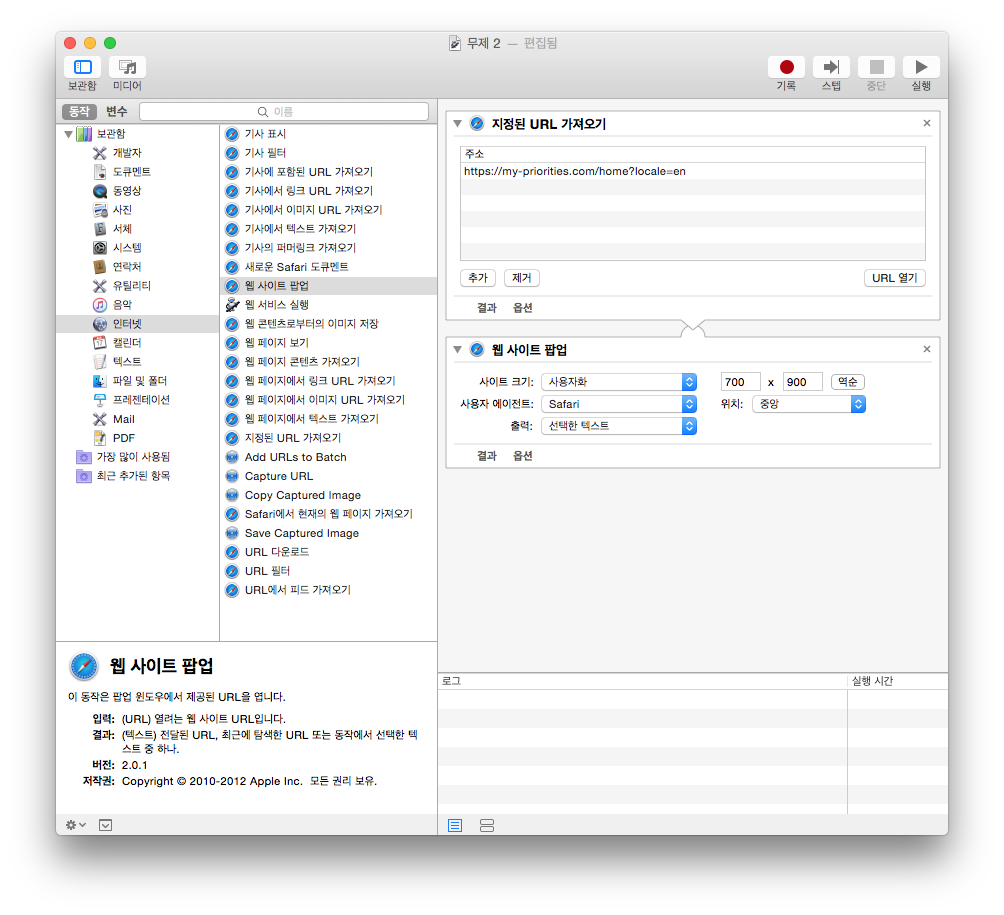 무제 2 — 편집됨
보관함
미디어
기록
스텝
중단
실행
동작
변수
이름
보관함
개발자
도큐멘트
동영상
사진
서체
시스템
연락처
유틸리티
음악
인터넷
캘린더
텍스트
파일 및 폴더
프레젠테이션
Mail
PDF
가장 많이 사용됨
최근 추가된 항목
기사 표시
기사 필터
기사에 포함된 URL 가져오기
기사에서 링크 URL 가져오기
기사에서 이미지 URL 가져오기
기사에서 텍스트 가져오기
기사의 퍼머링크 가져오기
새로운 Safari 도큐멘트
웹 사이트 팝업
웹 서비스 실행
웹 콘텐츠로부터의 이미지 저장
웹 페이지 보기
웹 페이지 콘텐츠 가져오기
웹 페이지에서 링크 URL 가져오기
웹 페이지에서 이미지 URL 가져오기
웹 페이지에서 텍스트 가져오기
지정된 URL 가져오기
Add URLs to Batch
Capture URL
Copy Captured Image
Safari에서 현재의 웹 페이지 가져오기
Save Captured Image
URL 다운로드
URL 필터
URL에서 피드 가져오기
웹 사이트 팝업
이 동작은 팝업 윈도우에서 제공된 URL을 엽니다.
입력: (URL) 열려는 웹 사이트 URL입니다.
결과: (텍스트) 전달된 URL, 최근에 탐색한 URL 또는 동작에서 선택한 텍
스트 중 하나.
버전: 2.0.1
저작권: Copyright © 2010-2012 Apple Inc. 모든 권리 보유.
지정된 URL 가져오기
주소
https://my-priorities.com/home?locale=en
추가
제거
URL 열기
결과 옵션
웹 사이트 팝업
사이트 크기: 사용자화 700 x 900 역순
사용자 에이전트: Safari 위치: 중앙
출력: 선택한 텍스트
결과 옵션
로그 실행 시간